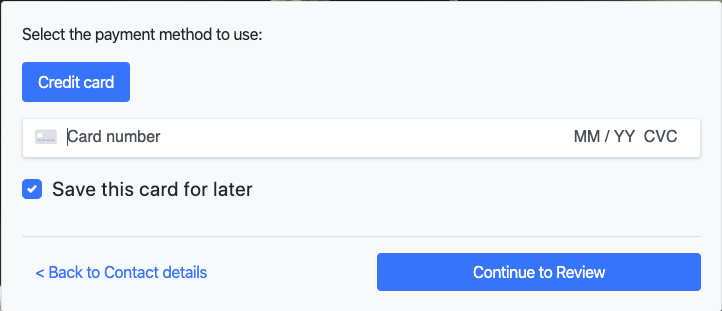 Select the payment method to use:
Credit card
Card number MM / YY CVC
Save this card for later
< Back to Contact details Continue to Review